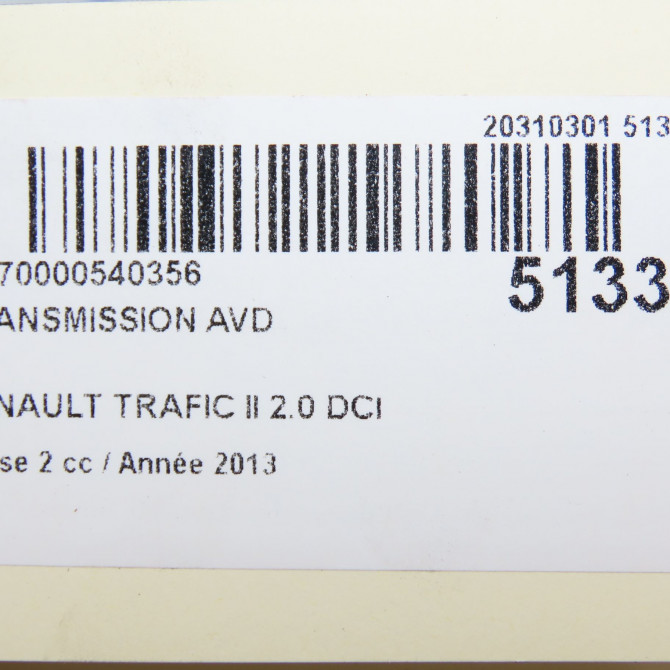 20310301 513
70000540356
5133
ANSMISSION AVD
NAULT TRAFIC II 2.0 DCI
se 2 cc / Année 2013